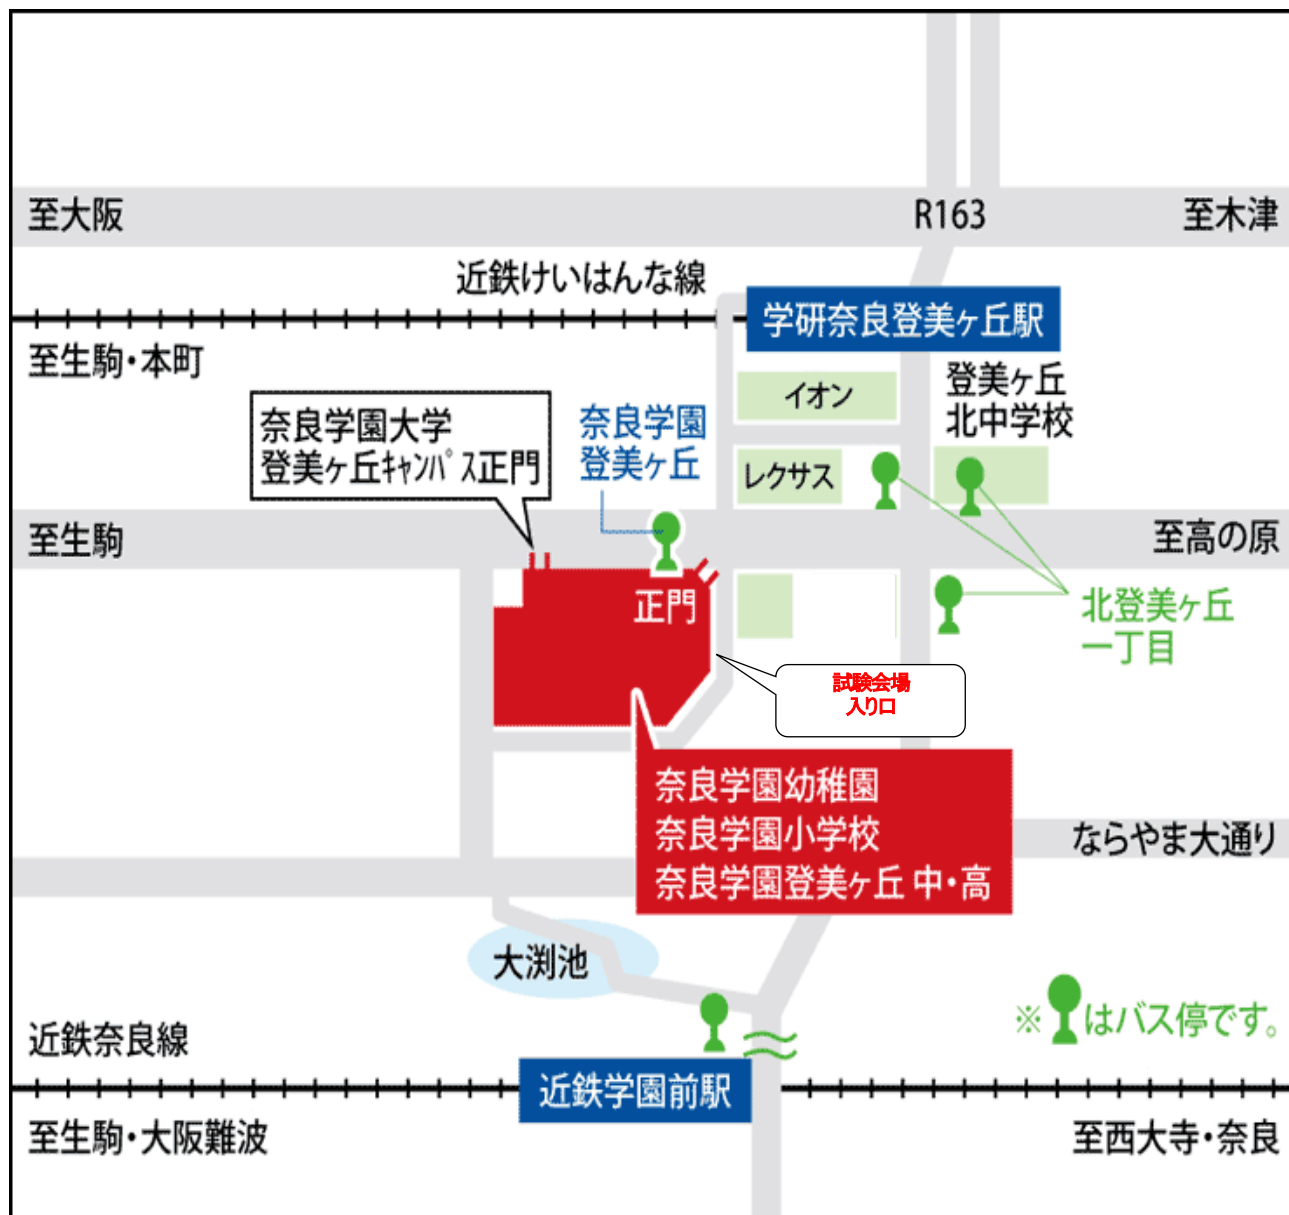 至大阪
R163
至木津
近鉄けいはんな線
学研奈良登美ヶ丘駅
至生駒・本町
イオン
登美ヶ丘
北中学校
奈良学園大学
登美ヶ丘ｷｬﾝﾊﾟｽ正門
奈良学園
登美ヶ丘
レクサス
至生駒
至高の原
正門
北登美ヶ丘
一丁目
試験会場
入り口
奈良学園幼稚園
奈良学園小学校
奈良学園登美ヶ丘 中・高
ならやま大通り
大渕池
※はバス停です。
近鉄奈良線
近鉄学園前駅
至生駒・大阪難波
至西大寺・奈良